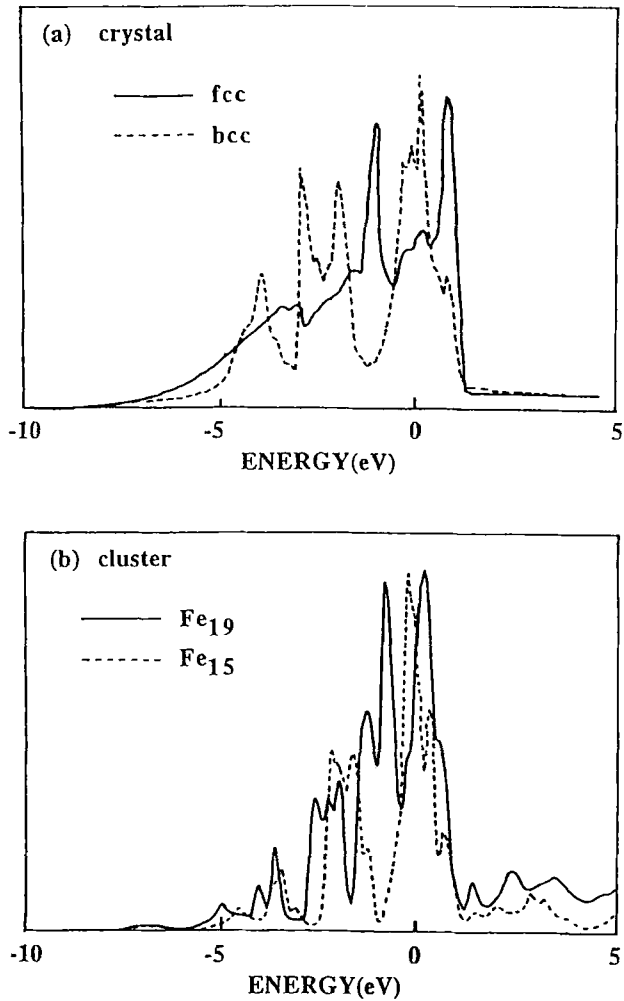 (a) crystal
fcc
bcc
-10 -5 0 5
ENERGY(eV)
(b) cluster
Fe19
Fe15
-10 -5 0 5
ENERGY(eV)